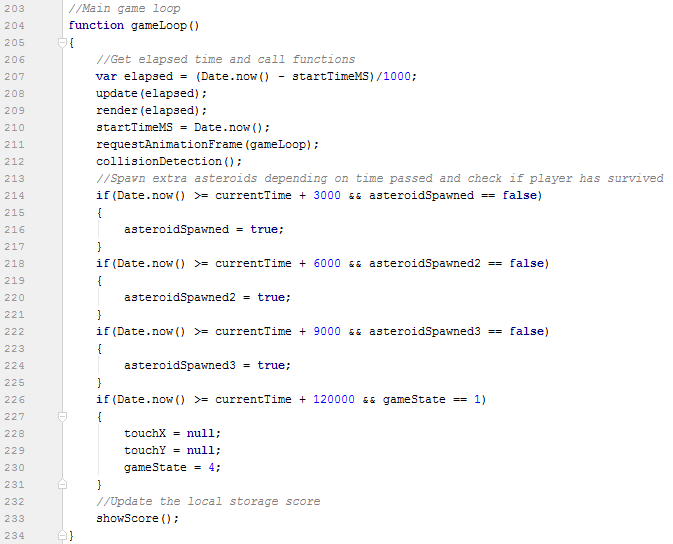 203 //Main game loop
204 function gameLoop()
205 {
206 //Get elapsed time and call functions
207 var elapsed = (Date.now() - startTimeMS)/1000;
208 update(elapsed);
209 render(elapsed);
210 startTimeMS = Date.now();
211 requestAnimationFrame(gameLoop);
212 collisionDetection();
213 //Spawn extra asteroids depending on time passed and check if player has survived
214 if(Date.now() >= currentTime + 3000 && asteroidSpawned == false)
215 {
216 asteroidSpawned = true;
217 }
218 if(Date.now() >= currentTime + 6000 && asteroidSpawned2 == false)
219 {
220 asteroidSpawned2 = true;
221 }
222 if(Date.now() >= currentTime + 9000 && asteroidSpawned3 == false)
223 {
224 asteroidSpawned3 = true;
225 }
226 if(Date.now() >= currentTime + 120000 && gameState == 1)
227 {
228 touchX = null;
229 touchY = null;
230 gameState = 4;
231 }
232 //Update the local storage score
233 showScore();
234 }